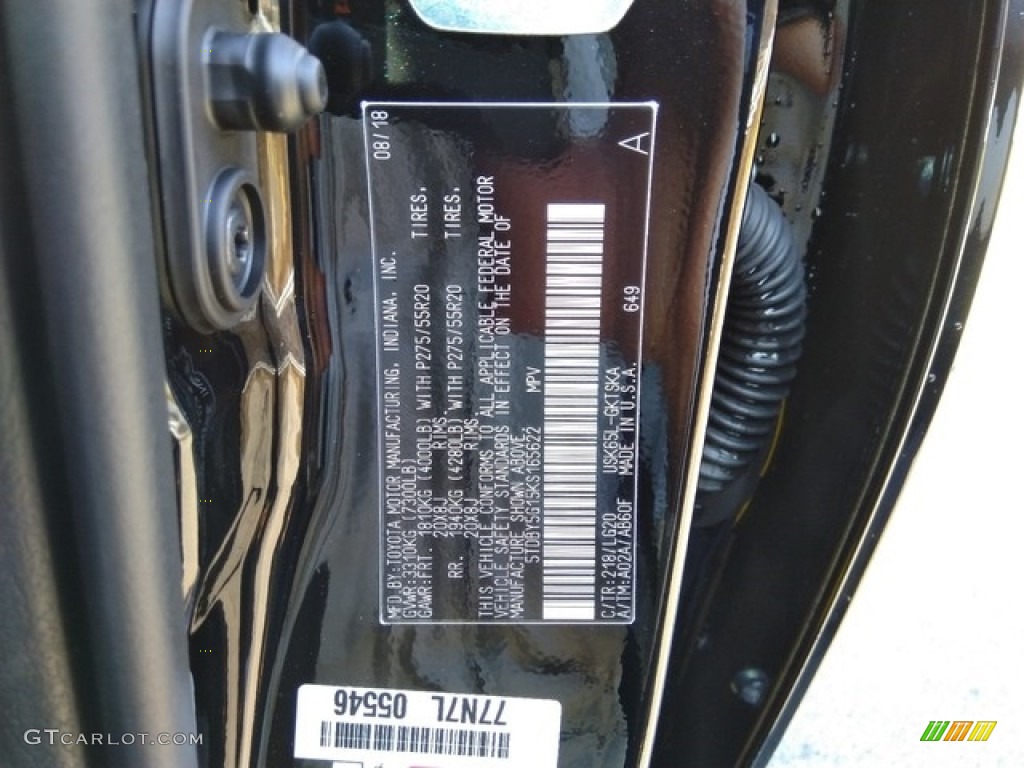 MFD.BY:TOYOTA MOTOR MANUFACTURING, INDIANA, INC. 08/18
GVWR:3310KG (7300LB)
GAWR:FRT. 1810KG (4000LB) WITH P275/55R20 TIRES,
20X8J RIMS
RR. 1940KG (4280LB) WITH P275/55R20 TIRES,
20X8J RIMS
THIS VEHICLE CONFORMS TO ALL APPLICABLE FEDERAL MOTOR
VEHICLE SAFETY STANDARDS IN EFFECT ON THE DATE OF
MANUFACTURE SHOWN ABOVE.
5TDBY5G15KS165622 MPV
C/TR:218/LG20 USK65L-GKTSKA
A/TM:A02A/AB60F MADE IN U.S.A. 649 A
77N7L
05546
GTCARLOT.COM